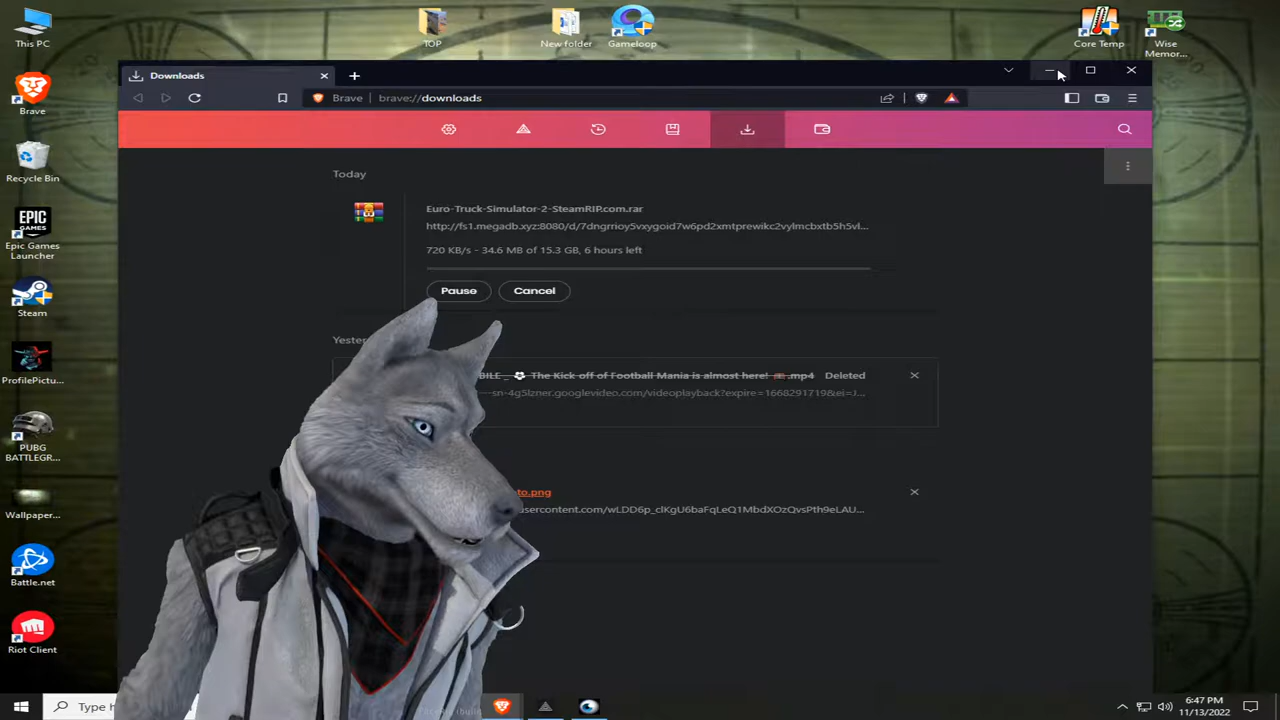 This PC
TOP
New folder
Gameloop
Core Temp
Wise
Memor...
Downloads
Brave
brave://downloads
Brave
Today
Euro-Truck-Simulator-2-SteamRIP.com.rar
http://fs1.megadb.xyz:8080/d/7dngrrioy5vxygoid7w6pd2xmtprewikc2vylmcbxtb5h5vl...
720 KB/s - 34.6 MB of 15.3 GB, 6 hours left
Pause
Cancel
Recycle Bin
Epic Games
Launcher
Steam
Yester
BILE _ ⚽ The Kick off of Football Mania is almost here! .mp4
Deleted
sn-4g5lzner.googlevideo.com/videoplayback?expire=1668291719&ei=J...
ProfilePictu...
PUBG
BATTLEGR...
to.png
usercontent.com/wLDD6p_clKgU6baFqLeQ1MbdXOzQvsPth9eLAU...
Wallpaper...
Battle.net
Riot Client
Type h
6:47 PM
11/13/2022